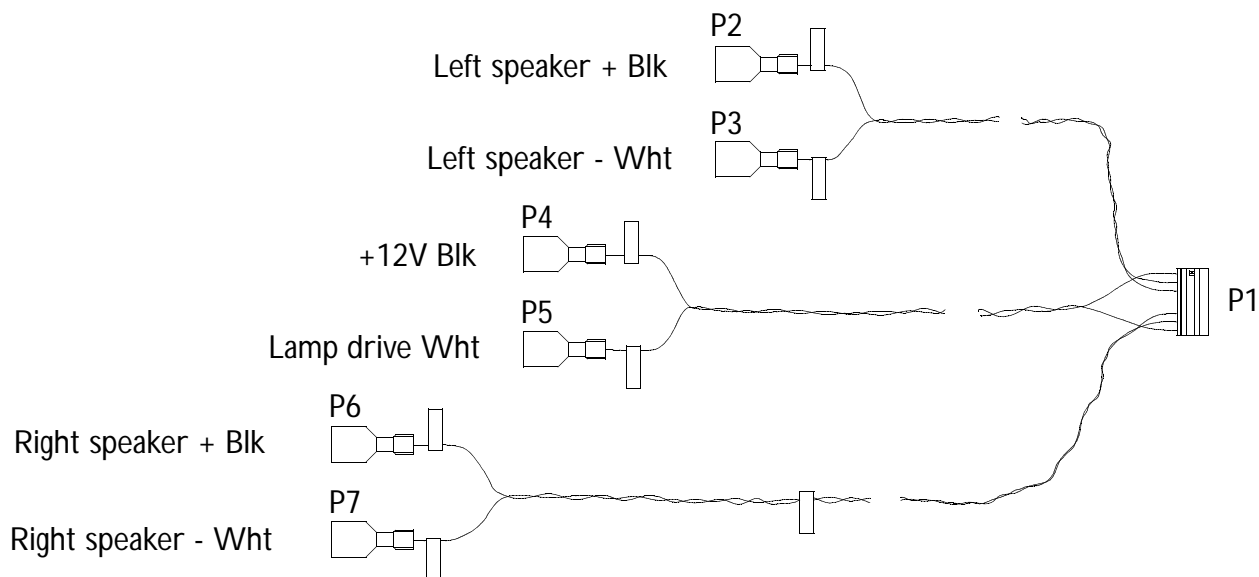 P2
Left speaker + Blk
P3
Left speaker - Wht
P4
+12V Blk
P1
P5
Lamp drive Wht
P6
Right speaker + Blk
P7
Right speaker - Wht